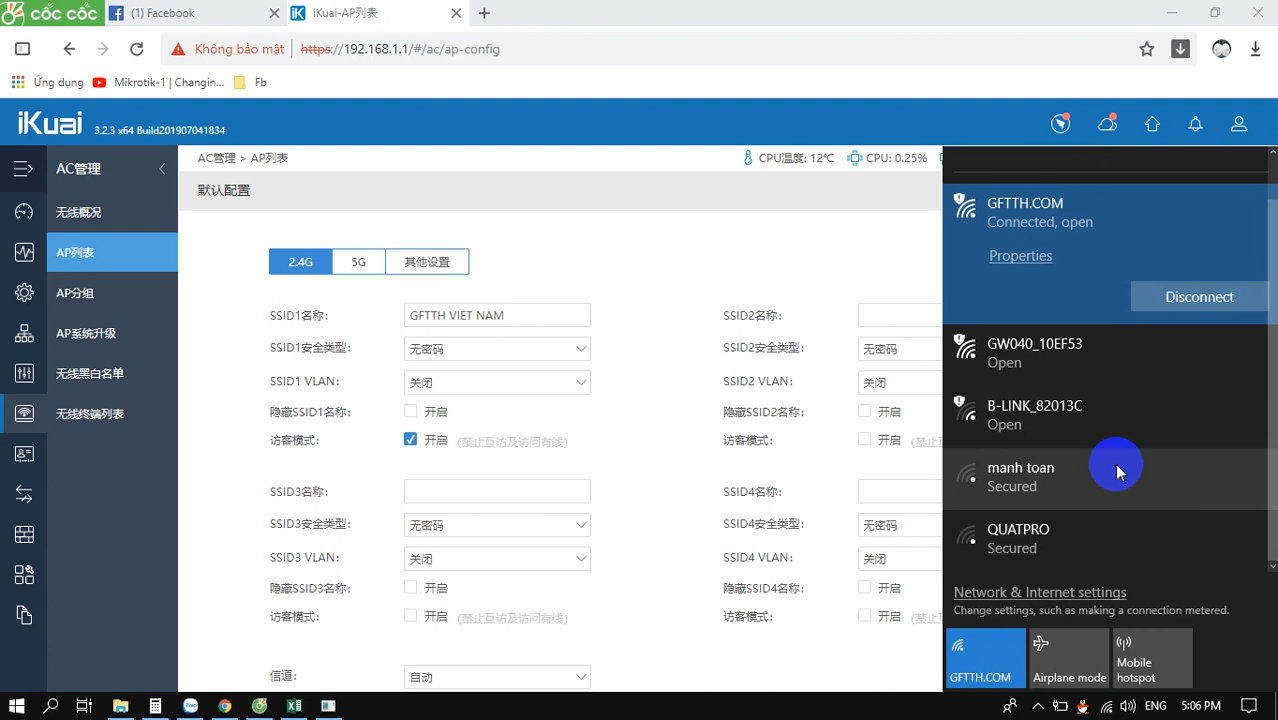 cốc cốc
(1) Facebook
iKuai-AP列表
Không bảo mật
https://192.168.1.1/#/ac/ap-config
Ứng dụng
Mikrotik-1 | Changin...
Fb
iKuai 3.2.3 x64 Build201907041834
AC管理
AC管理 > AP列表
CPU温度: 12℃
CPU: 0.25%
默认配置
无线概况
AP列表
AP分组
AP系统升级
无线黑白名单
无线终端列表
2.4G 5G 其他设置
SSID1名称: GFTTH VIET NAM SSID2名称:
SSID1安全类型: 无密码 SSID2安全类型: 无密码
SSID1 VLAN: 关闭 SSID2 VLAN: 关闭
隐藏SSID1名称: 开启 隐藏SSID2名称: 开启
访客模式: 开启 (禁止互访及访问有线) 访客模式: 开启 (禁止互
SSID3名称: SSID4名称:
SSID3安全类型: 无密码 SSID4安全类型: 无密码
SSID3 VLAN: 关闭 SSID4 VLAN: 关闭
隐藏SSID3名称: 开启 隐藏SSID4名称: 开启
访客模式: 开启 (禁止互访及访问有线) 访客模式: 开启 (禁止互
信道: 自动
GFTTH.COM
Connected, open
Properties
Disconnect
GW040_10EF53
Open
B-LINK_82013C
Open
manh toan
Secured
QUATPRO
Secured
Network & Internet settings
Change settings, such as making a connection metered.
GFTTH.COM
Airplane mode
Mobile
hotspot
Zalo
ENG
5:06 PM